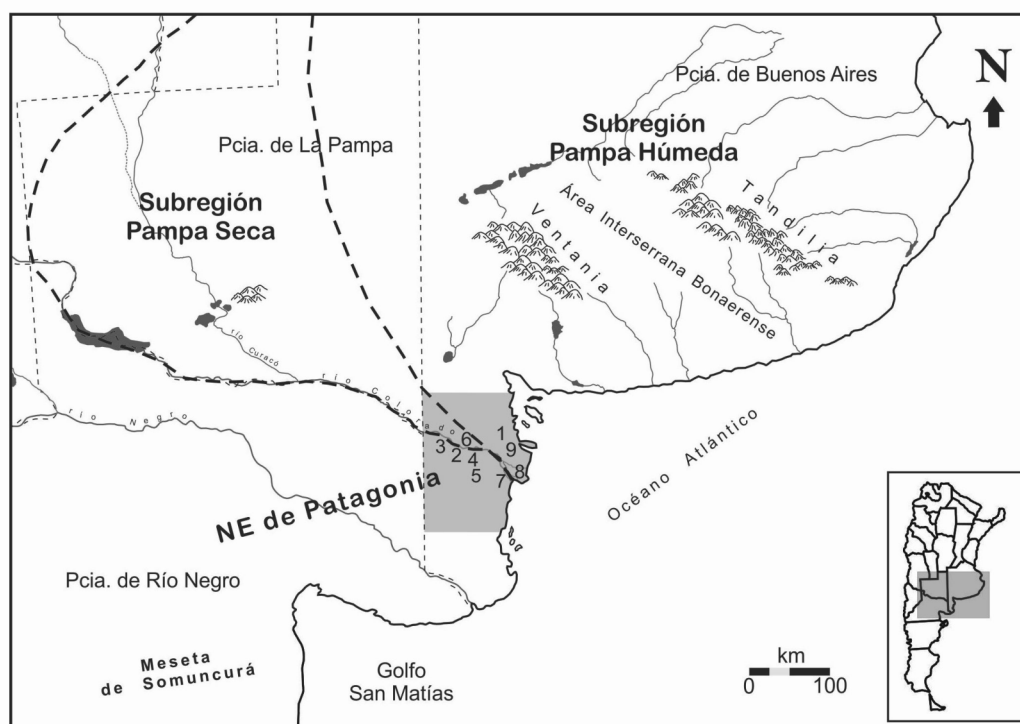 Pcia. de Buenos Aires
N
Subregión
Pampa Húmeda
Pcia. de La Pampa
Subregión
Pampa Seca
Tandilia
Área Interserrana Bonaerense
Ventania
río Curacó
río Colorado
río Negro
1
6
3
9
2
4
8
5
7
NE de Patagonia
Océano Atlántico
Pcia. de Río Negro
km
0
100
Meseta
de Somuncurá
Golfo
San Matías